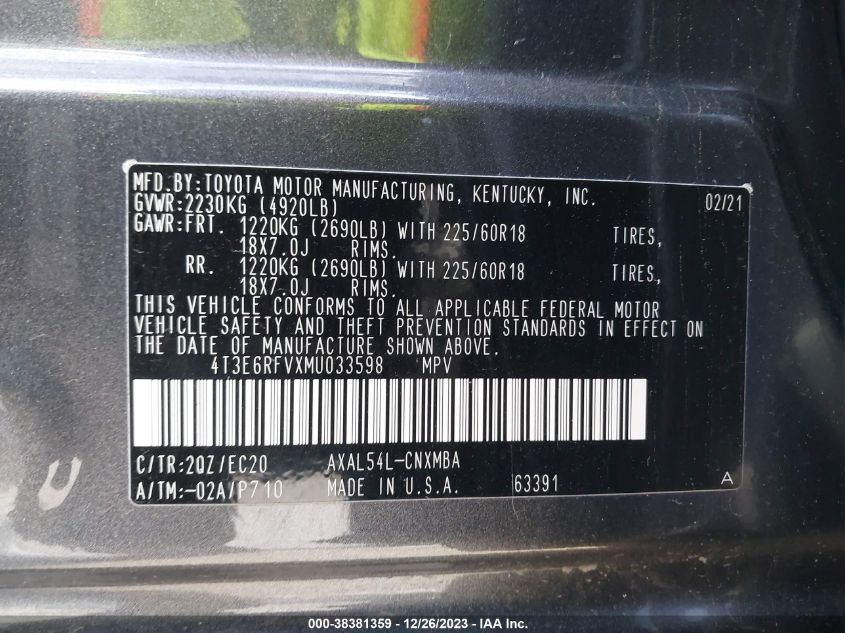 MFD.BY:TOYOTA MOTOR MANUFACTURING, KENTUCKY, INC. 02/21
GVWR:2230KG (4920LB)
GAWR:FRT. 1220KG (2690LB) WITH 225/60R18 TIRES,
18X7.0J RIMS.
RR. 1220KG (2690LB) WITH 225/60R18 TIRES,
18X7.0J RIMS.
THIS VEHICLE CONFORMS TO ALL APPLICABLE FEDERAL MOTOR
VEHICLE SAFETY AND THEFT PREVENTION STANDARDS IN EFFECT ON
THE DATE OF MANUFACTURE SHOWN ABOVE.
4T3E6RFVXMU033598 MPV
C/TR:2QZ/EC20 AXAL54L-CNXMBA
A/TM:-02A/P710 MADE IN U.S.A. 63391 A
000-38381359 - 12/26/2023 - IAA Inc.